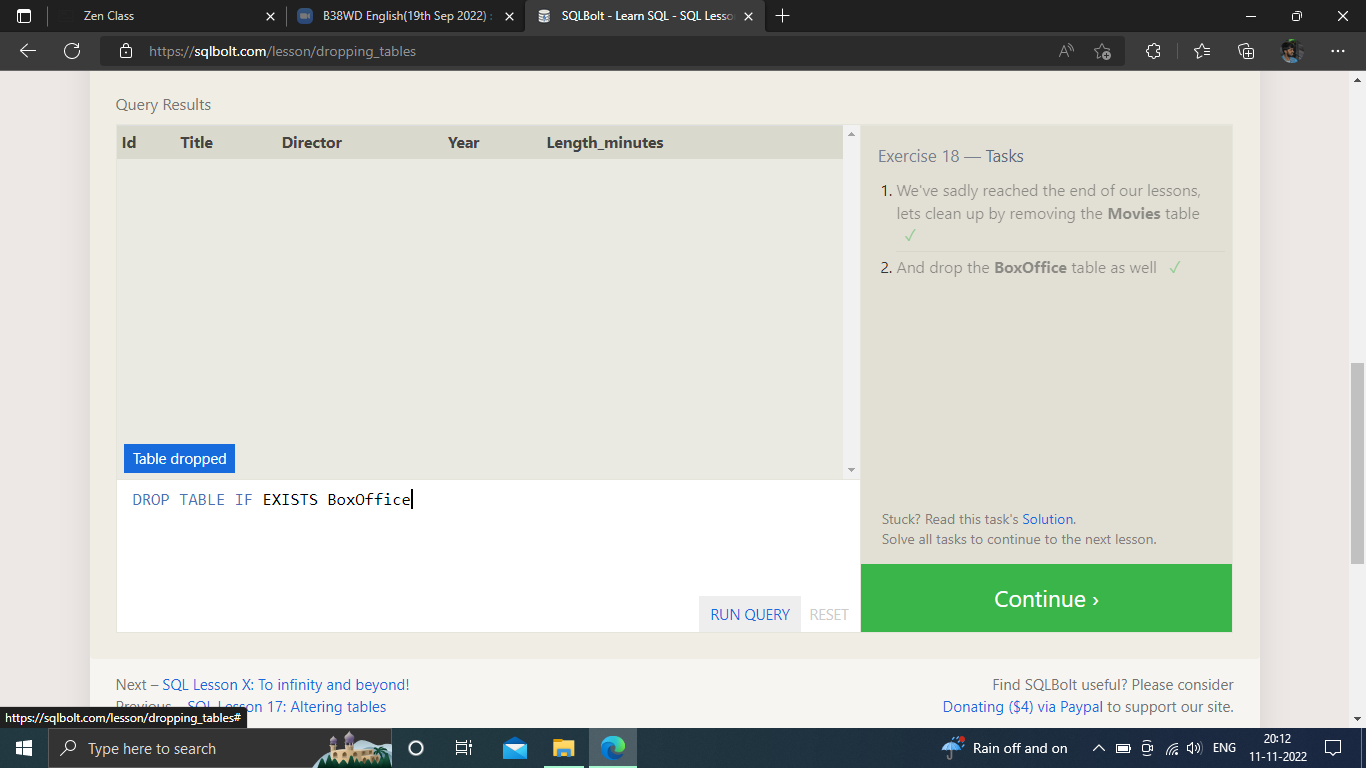 Zen Class
B38WD English(19th Sep 2022) :
SQLBolt - Learn SQL - SQL Lesso
https://sqlbolt.com/lesson/dropping_tables
Query Results
Id Title Director Year Length_minutes
Table dropped
DROP TABLE IF EXISTS BoxOffice
RUN QUERY RESET
Exercise 18 — Tasks
1. We've sadly reached the end of our lessons,
lets clean up by removing the Movies table
✓
2. And drop the BoxOffice table as well ✓
Stuck? Read this task's Solution.
Solve all tasks to continue to the next lesson.
Continue ›
Next – SQL Lesson X: To infinity and beyond!
Previous – SQL Lesson 17: Altering tables
Find SQLBolt useful? Please consider
Donating ($4) via Paypal to support our site.
https://sqlbolt.com/lesson/dropping_tables#
Type here to search
Rain off and on
ENG
20:12
11-11-2022